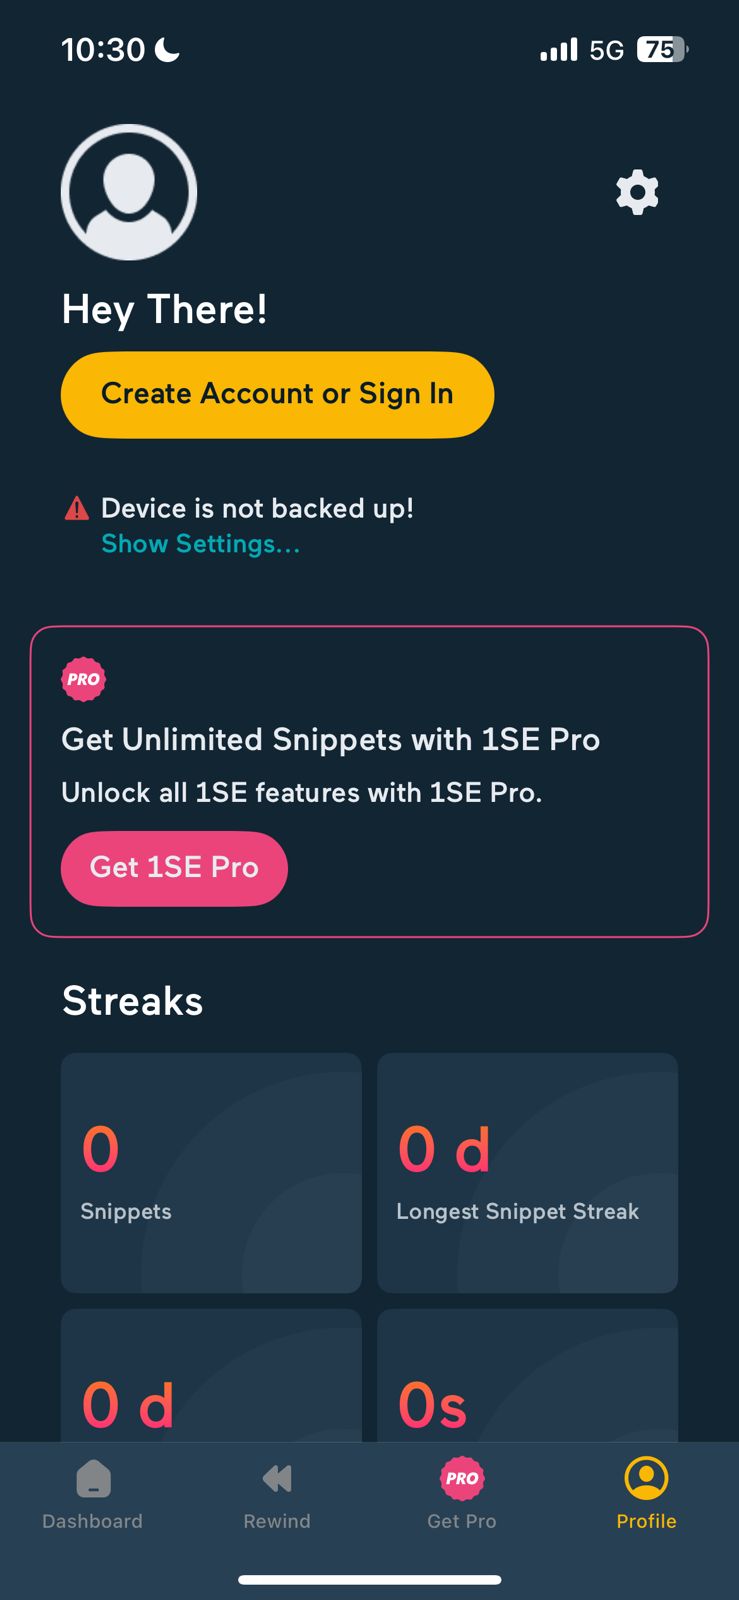 10:30
5G
75
Hey There!
Create Account or Sign In
Device is not backed up!
Show Settings...
PRO
Get Unlimited Snippets with 1SE Pro
Unlock all 1SE features with 1SE Pro.
Get 1SE Pro
Streaks
0
0 d
Snippets
Longest Snippet Streak
0 d
0s
PRO
Dashboard
Rewind
Get Pro
Profile